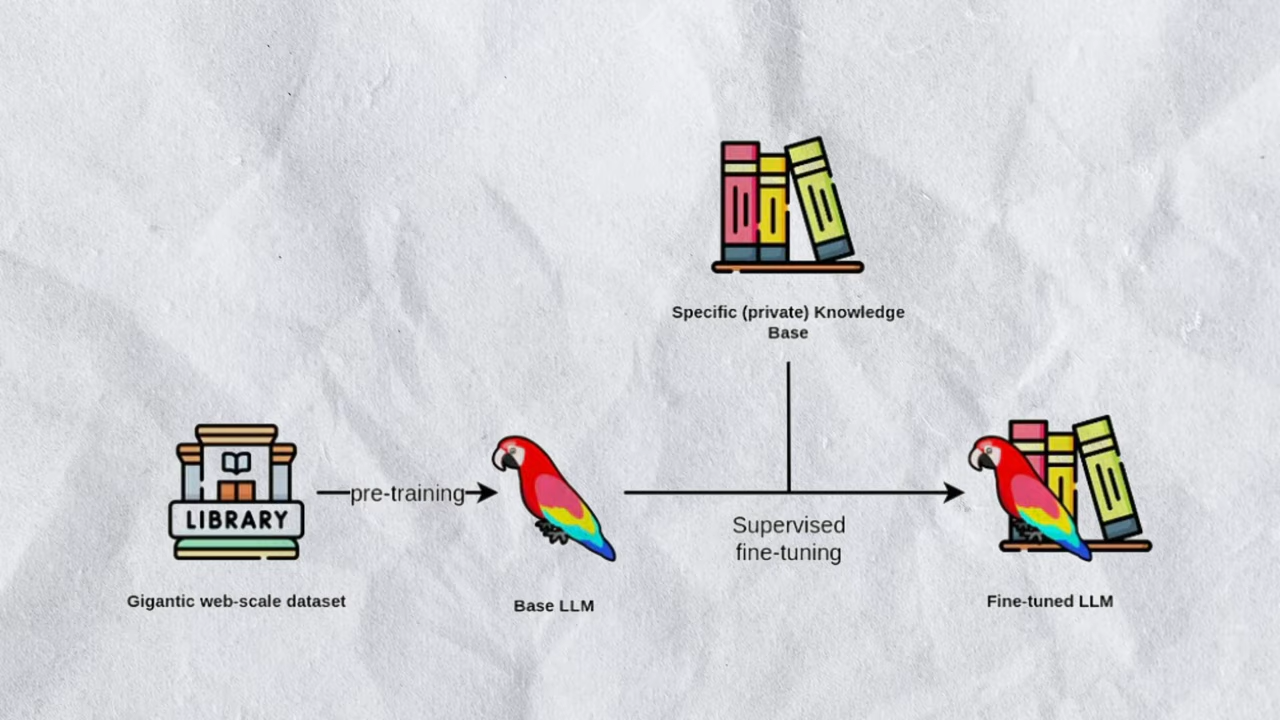 Specific (private) Knowledge
Base
LIBRARY
pre-training
Supervised
fine-tuning
Gigantic web-scale dataset
Base LLM
Fine-tuned LLM